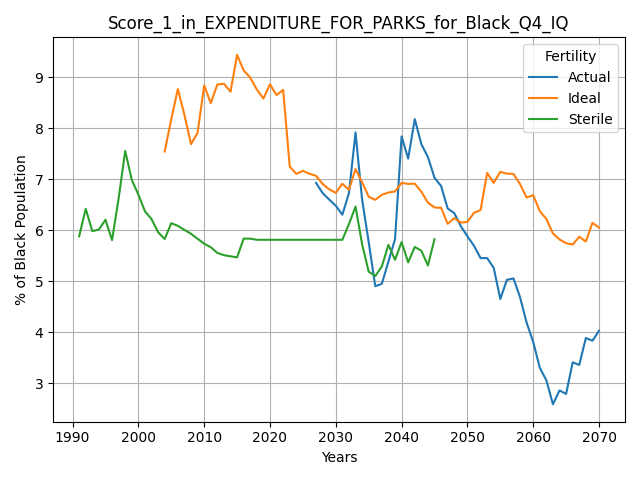 Score_1_in_EXPENDITURE_FOR_PARKS_for_Black_Q4_IQ
Fertility
Actual
Ideal
Sterile
% of Black Population
9
8
7
6
5
4
3
1990 2000 2010 2020 2030 2040 2050 2060 2070
Years